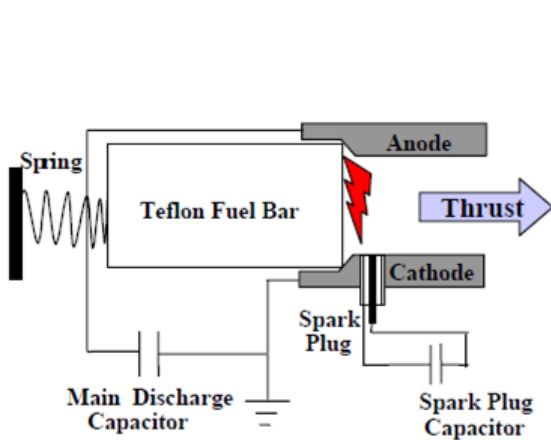 Anode
Spring
Teflon Fuel Bar
Thrust
Cathode
Spark
Plug
Main Discharge
Capacitor
Spark Plug
Capacitor